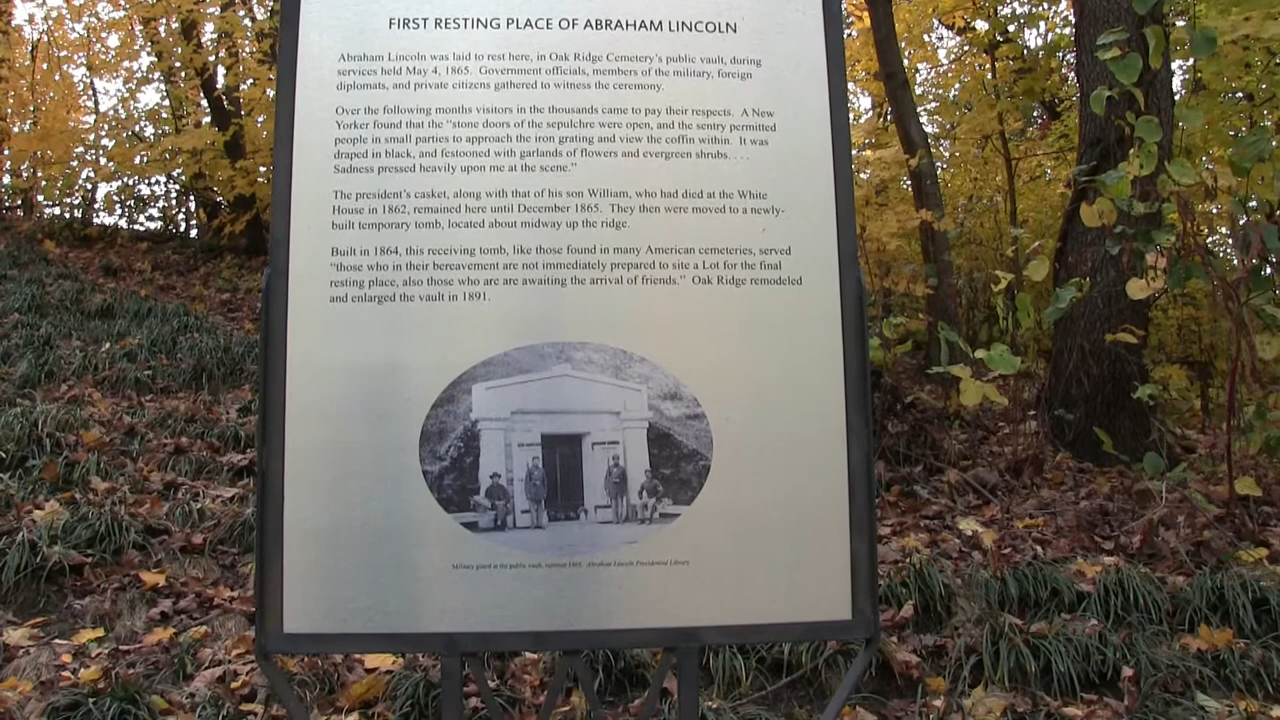 FIRST RESTING PLACE OF ABRAHAM LINCOLN
Abraham Lincoln was laid to rest here, in Oak Ridge Cemetery's public vault, during
services held May 4, 1865. Government officials, members of the military, foreign
diplomats, and private citizens gathered to witness the ceremony.
Over the following months visitors in the thousands came to pay their respects. A New
Yorker found that the "stone doors of the sepulchre were open, and the sentry permitted
people in small parties to approach the iron grating and view the coffin within. It was
draped in black, and festooned with garlands of flowers and evergreen shrubs. . . .
Sadness pressed heavily upon me at the scene."
The president's casket, along with that of his son William, who had died at the White
House in 1862, remained here until December 1865. They then were moved to a newly-
built temporary tomb, located about midway up the ridge.
Built in 1864, this receiving tomb, like those found in many American cemeteries, served
"those who in their bereavement are not immediately prepared to site a Lot for the final
resting place, also those who are are awaiting the arrival of friends." Oak Ridge remodeled
and enlarged the vault in 1891.
Military guard at the public vault, summer 1865. Abraham Lincoln Presidential Library